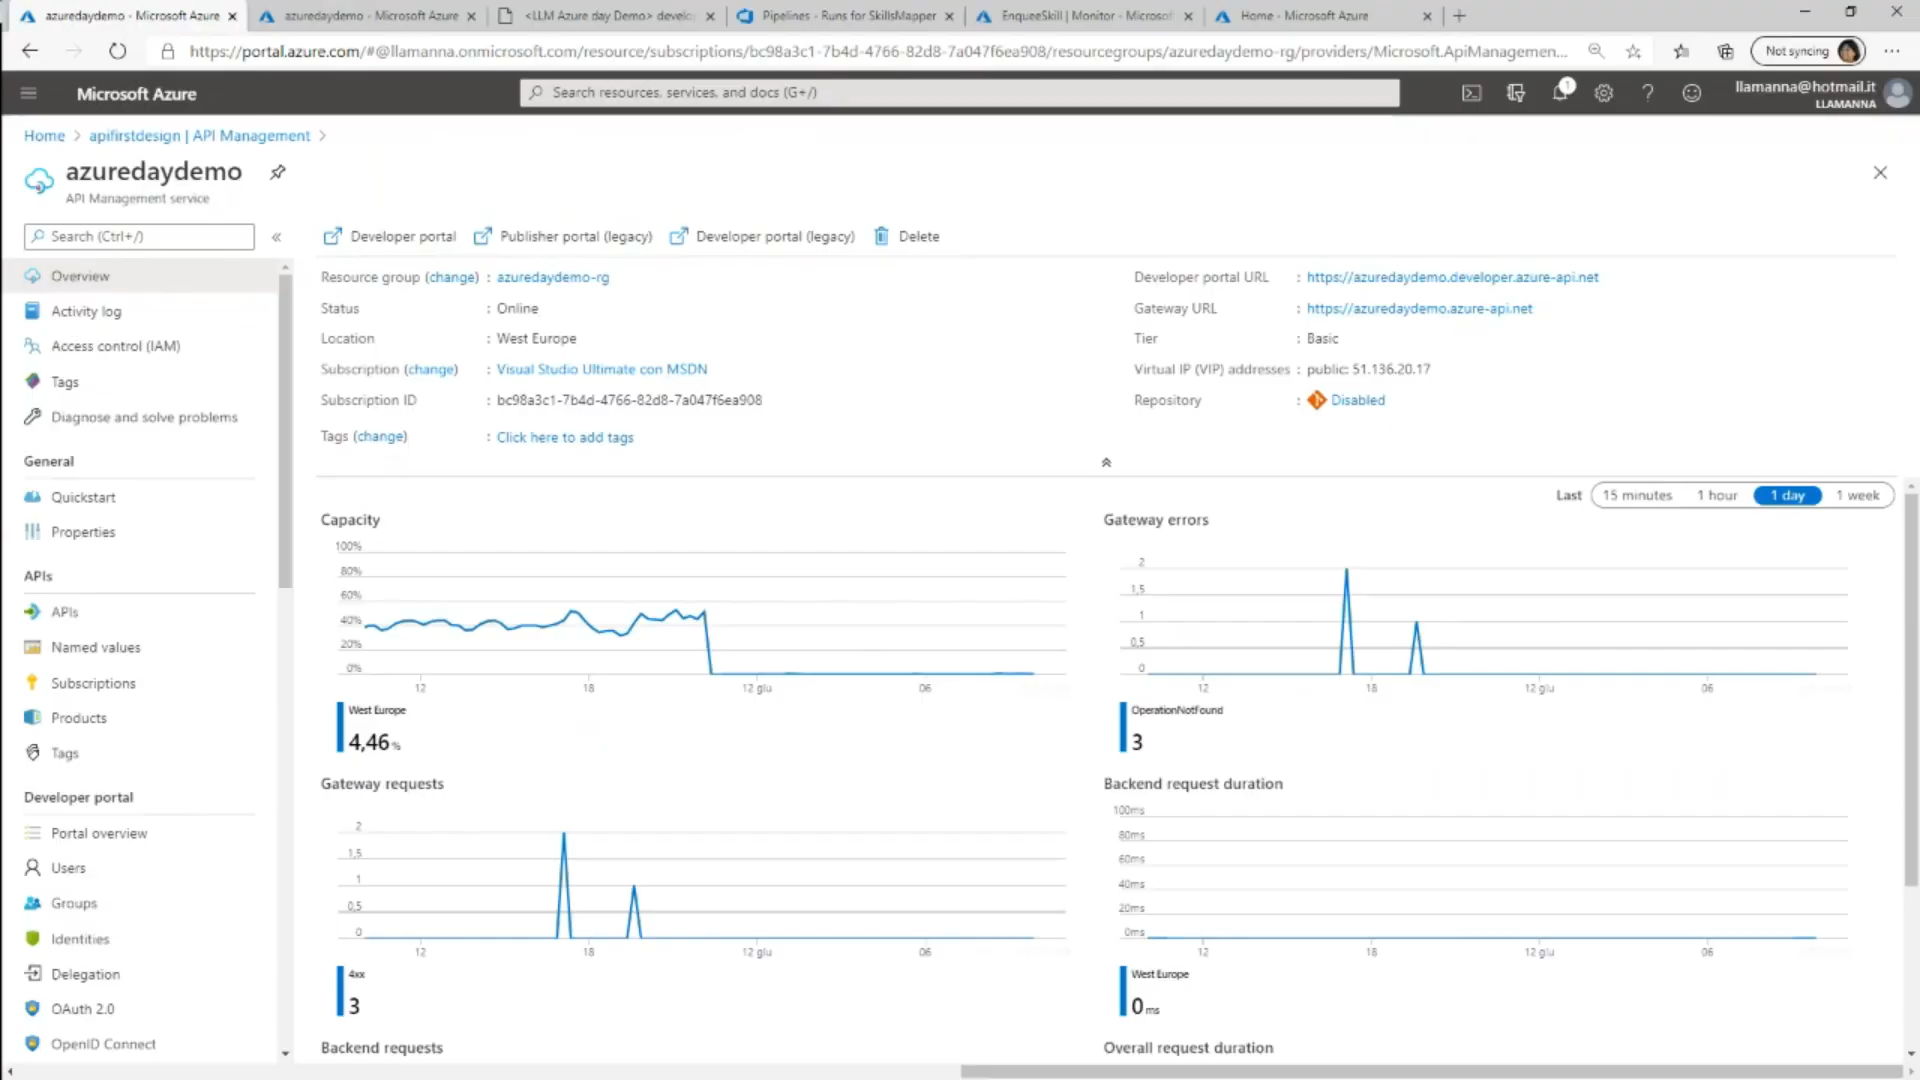 azuredaydemo - Microsoft Azure
azuredaydemo - Microsoft Azure
<LLM Azure day Demo> develo
Pipelines - Runs for SkillsMapper
EnqueeSkill | Monitor - Microsof
Home - Microsoft Azure
https://portal.azure.com/#@llamanna.onmicrosoft.com/resource/subscriptions/bc98a3c1-7b4d-4766-82d8-7a047f6ea908/resourcegroups/azuredaydemo-rg/providers/Microsoft.ApiManagemen...
Not syncing
Microsoft Azure
Search resources, services, and docs (G+/)
1
llamanna@hotmail.it
LLAMANNA
Home > apifirstdesign | API Management >
azuredaydemo
API Management service
Search (Ctrl+/)
Overview
Activity log
Access control (IAM)
Tags
Diagnose and solve problems
General
Quickstart
Properties
APIs
APIs
Named values
Subscriptions
Products
Tags
Developer portal
Portal overview
Users
Groups
Identities
Delegation
OAuth 2.0
OpenID Connect
Developer portal
Publisher portal (legacy)
Developer portal (legacy)
Delete
Resource group (change) : azuredaydemo-rg
Status : Online
Location : West Europe
Subscription (change) : Visual Studio Ultimate con MSDN
Subscription ID : bc98a3c1-7b4d-4766-82d8-7a047f6ea908
Tags (change) : Click here to add tags
Developer portal URL : https://azuredaydemo.developer.azure-api.net
Gateway URL : https://azuredaydemo.azure-api.net
Tier : Basic
Virtual IP (VIP) addresses : public: 51.136.20.17
Repository : Disabled
Last 15 minutes 1 hour 1 day 1 week
Capacity
100%
80%
60%
40%
20%
0%
12 18 12 giu 06
West Europe
4,46 %
Gateway errors
2
1,5
1
0,5
0
12 18 12 giu 06
OperationNotFound
3
Gateway requests
2
1,5
1
0,5
0
12 18 12 giu 06
4xx
3
Backend request duration
100ms
80ms
60ms
40ms
20ms
0ms
12 18 12 giu 06
West Europe
0 ms
Backend requests
Overall request duration